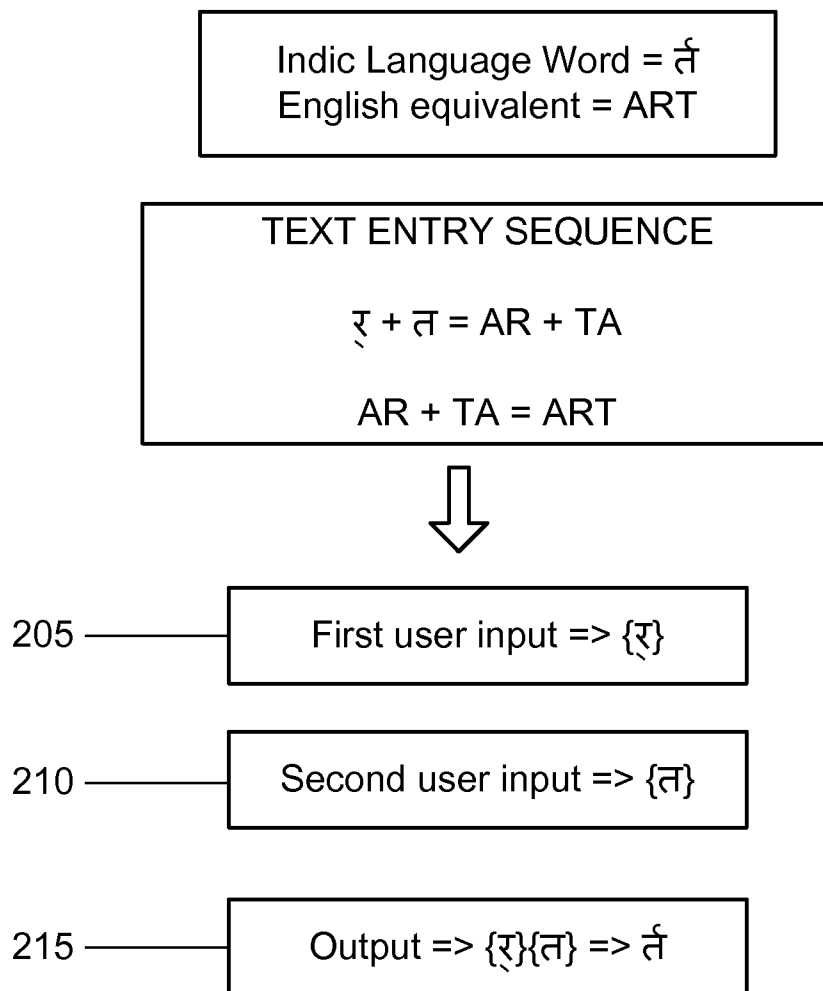 Indic Language Word = र्त
English equivalent = ART
TEXT ENTRY SEQUENCE
र् + त = AR + TA
AR + TA = ART
205 First user input => {र्}
210 Second user input => {त}
215 Output => {र्}{त} => र्त